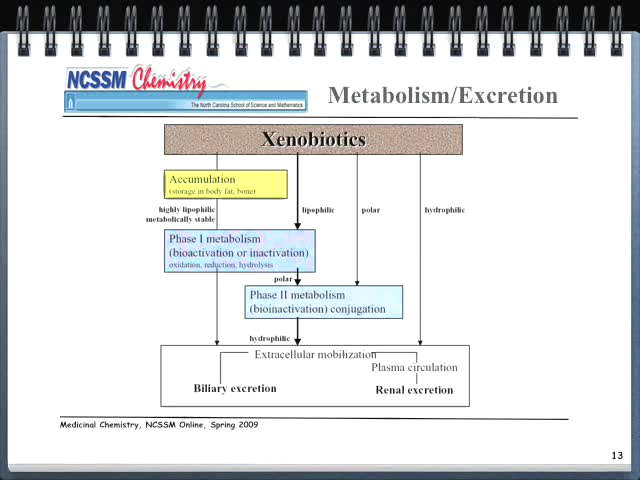 NCSSM Chemistry
The North Carolina School of Science and Mathematics
Metabolism/Excretion
Xenobiotics
Accumulation
(storage in body fat, bone)
highly lipophilic
metabolically stable
lipophilic
polar
hydrophilic
Phase I metabolism
(bioactivation or inactivation)
oxidation, reduction, hydrolysis
polar
Phase II metabolism
(bioinactivation) conjugation
hydrophilic
Extracellular mobilization
Plasma circulation
Biliary excretion
Renal excretion
Medicinal Chemistry, NCSSM Online, Spring 2009
13